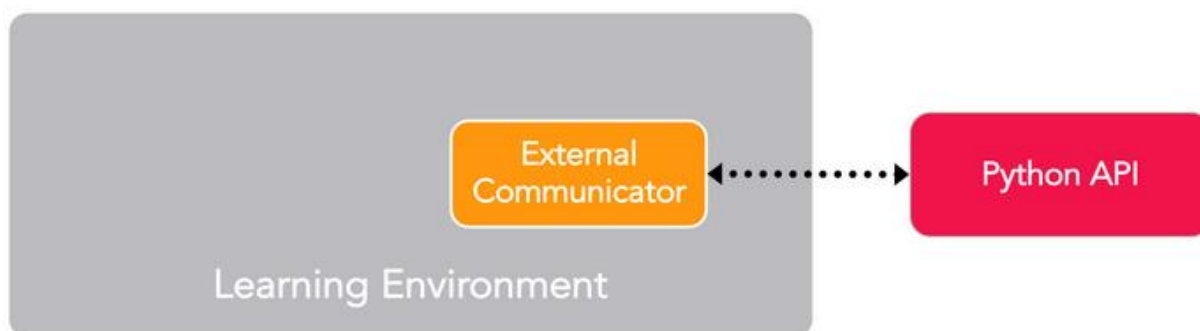 External
Communicator
Python API
Learning Environment